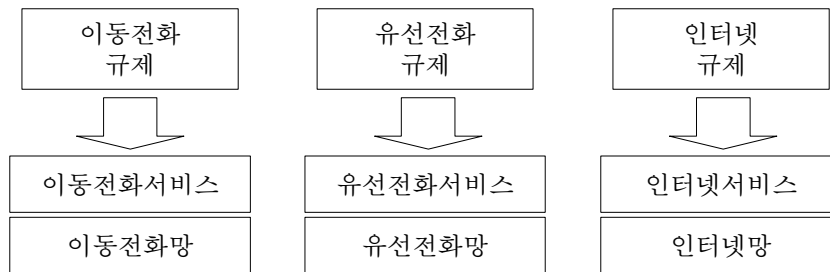 이동전화
규제
유선전화
규제
인터넷
규제
이동전화서비스
유선전화서비스
인터넷서비스
이동전화망
유선전화망
인터넷망